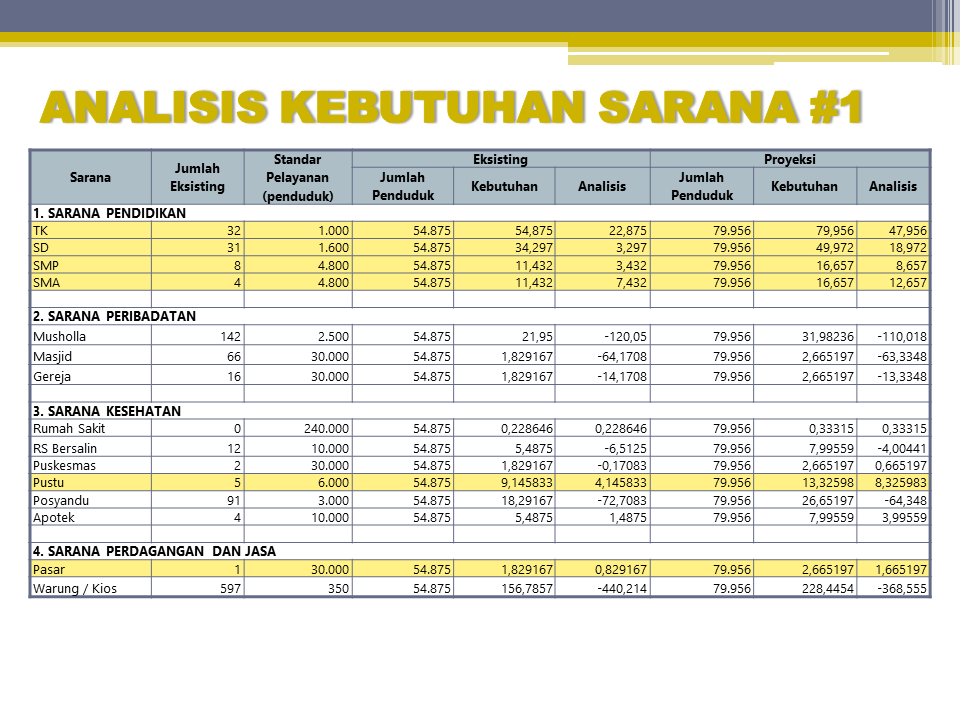 ANALISIS KEBUTUHAN SARANA #1
Sarana Jumlah Eksisting Standar Pelayanan (penduduk) Eksisting Proyeksi
Jumlah Penduduk Kebutuhan Analisis Jumlah Penduduk Kebutuhan Analisis
1. SARANA PENDIDIKAN
TK 32 1.000 54.875 54,875 22,875 79.956 79,956 47,956
SD 31 1.600 54.875 34,297 3,297 79.956 49,972 18,972
SMP 8 4.800 54.875 11,432 3,432 79.956 16,657 8,657
SMA 4 4.800 54.875 11,432 7,432 79.956 16,657 12,657
2. SARANA PERIBADATAN
Musholla 142 2.500 54.875 21,95 -120,05 79.956 31,98236 -110,018
Masjid 66 30.000 54.875 1,829167 -64,1708 79.956 2,665197 -63,3348
Gereja 16 30.000 54.875 1,829167 -14,1708 79.956 2,665197 -13,3348
3. SARANA KESEHATAN
Rumah Sakit 0 240.000 54.875 0,228646 0,228646 79.956 0,33315 0,33315
RS Bersalin 12 10.000 54.875 5,4875 -6,5125 79.956 7,99559 -4,00441
Puskesmas 2 30.000 54.875 1,829167 -0,17083 79.956 2,665197 0,665197
Pustu 5 6.000 54.875 9,145833 4,145833 79.956 13,32598 8,325983
Posyandu 91 3.000 54.875 18,29167 -72,7083 79.956 26,65197 -64,348
Apotek 4 10.000 54.875 5,4875 1,4875 79.956 7,99559 3,99559
4. SARANA PERDAGANGAN DAN JASA
Pasar 1 30.000 54.875 1,829167 0,829167 79.956 2,665197 1,665197
Warung / Kios 597 350 54.875 156,7857 -440,214 79.956 228,4454 -368,555